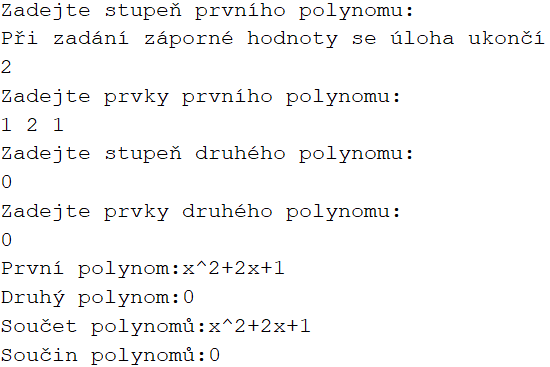 Zadejte stupeň prvního polynomu:
Při zadání záporné hodnoty se úloha ukončí
2
Zadejte prvky prvního polynomu:
1 2 1
Zadejte stupeň druhého polynomu:
0
Zadejte prvky druhého polynomu:
0
První polynom:x^2+2x+1
Druhý polynom:0
Součet polynomů:x^2+2x+1
Součin polynomů:0